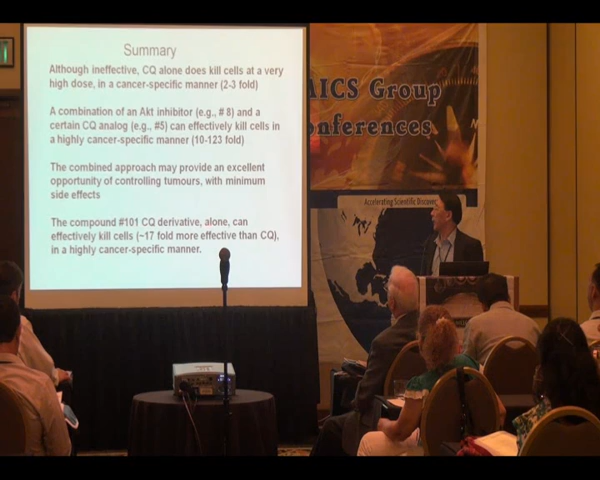 Summary
Although ineffective, CQ alone does kill cells at a very
high dose, in a cancer-specific manner (2-3 fold)
A combination of an Akt inhibitor (e.g., # 8) and a
certain CQ analog (e.g., #5) can effectively kill cells in
a highly cancer-specific manner (10-123 fold)
The combined approach may provide an excellent
opportunity of controlling tumours, with minimum
side effects
The compound #101 CQ derivative, alone, can
effectively kill cells (~17 fold more effective than CQ),
in a highly cancer-specific manner.
AICS Group
onferences
Accelerating Scientific Discovery